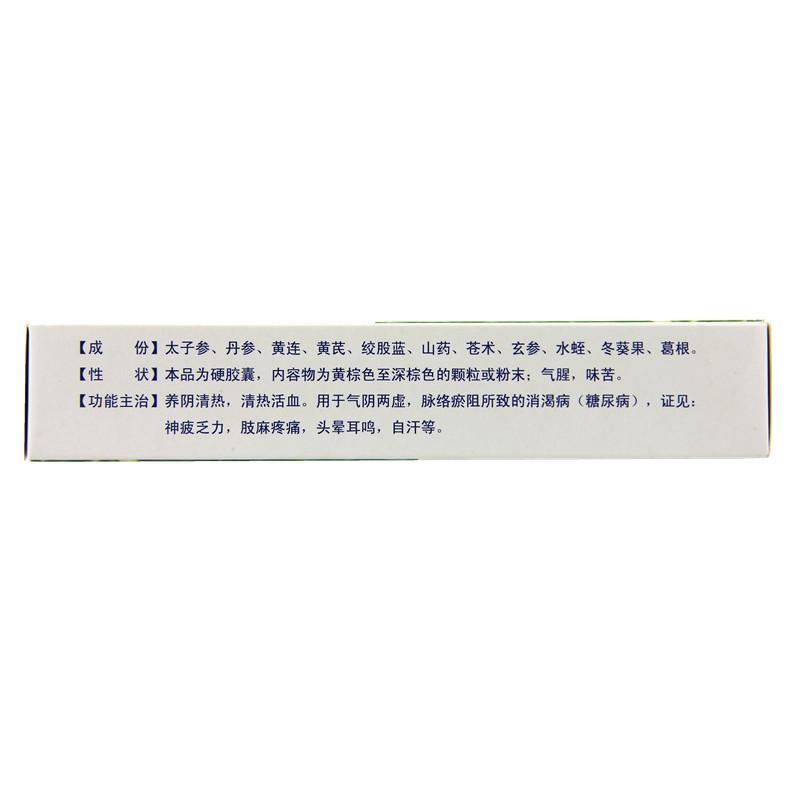 【成　　份】太子参、丹参、黄连、黄芪、绞股蓝、山药、苍术、玄参、水蛭、冬葵果、葛根。
【性　　状】本品为硬胶囊，内容物为黄棕色至深棕色的颗粒或粉末；气腥，味苦。
【功能主治】养阴清热，清热活血。用于气阴两虚，脉络瘀阻所致的消渴病（糖尿病），证见：
神疲乏力，肢麻疼痛，头晕耳鸣，自汗等。